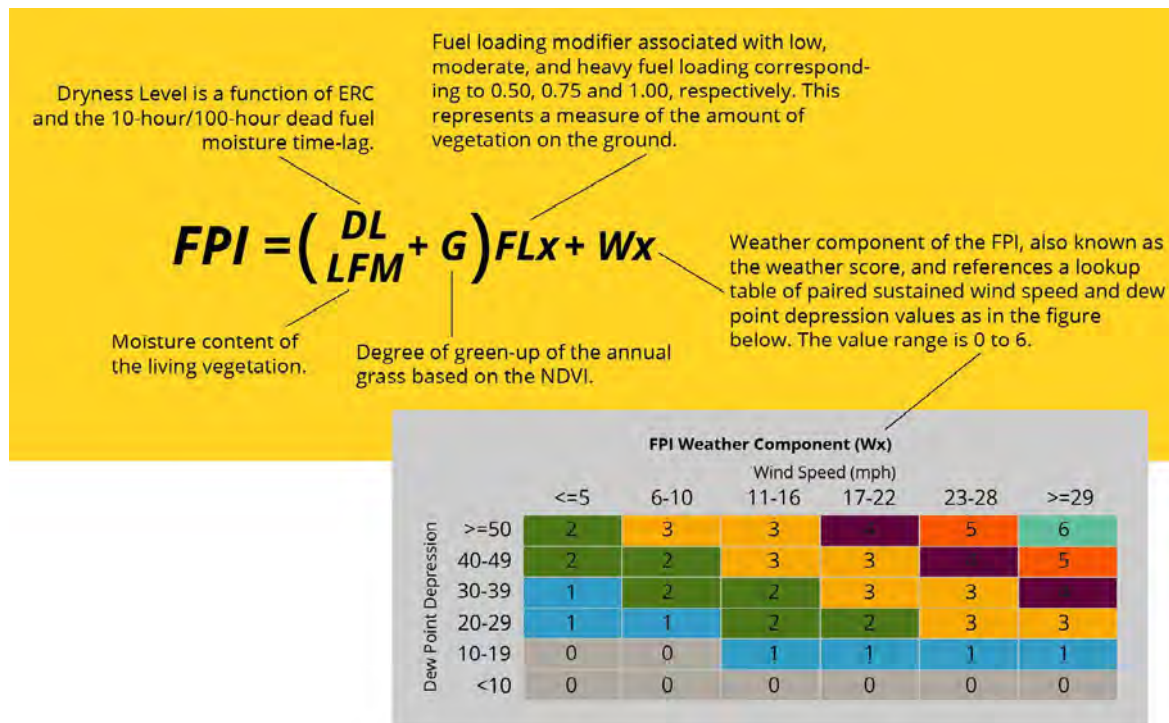 Fuel loading modifier associated with low,
moderate, and heavy fuel loading correspond-
ing to 0.50, 0.75 and 1.00, respectively. This
represents a measure of the amount of
vegetation on the ground.
Dryness Level is a function of ERC
and the 10-hour/100-hour dead fuel
moisture time-lag.
FPI = ( DL
LFM + G ) FLx + Wx
Weather component of the FPI, also known as
the weather score, and references a lookup
table of paired sustained wind speed and dew
point depression values as in the figure
below. The value range is 0 to 6.
Moisture content of
the living vegetation.
Degree of green-up of the annual
grass based on the NDVI.
FPI Weather Component (Wx)
Wind Speed (mph)
<=5 6-10 11-16 17-22 23-28 >=29
Dew Point Depression
>=50 2 3 3 4 5 6
40-49 2 2 3 3 4 5
30-39 1 2 2 3 3 4
20-29 1 1 2 2 3 3
10-19 0 0 1 1 1 1
<10 0 0 0 0 0 0